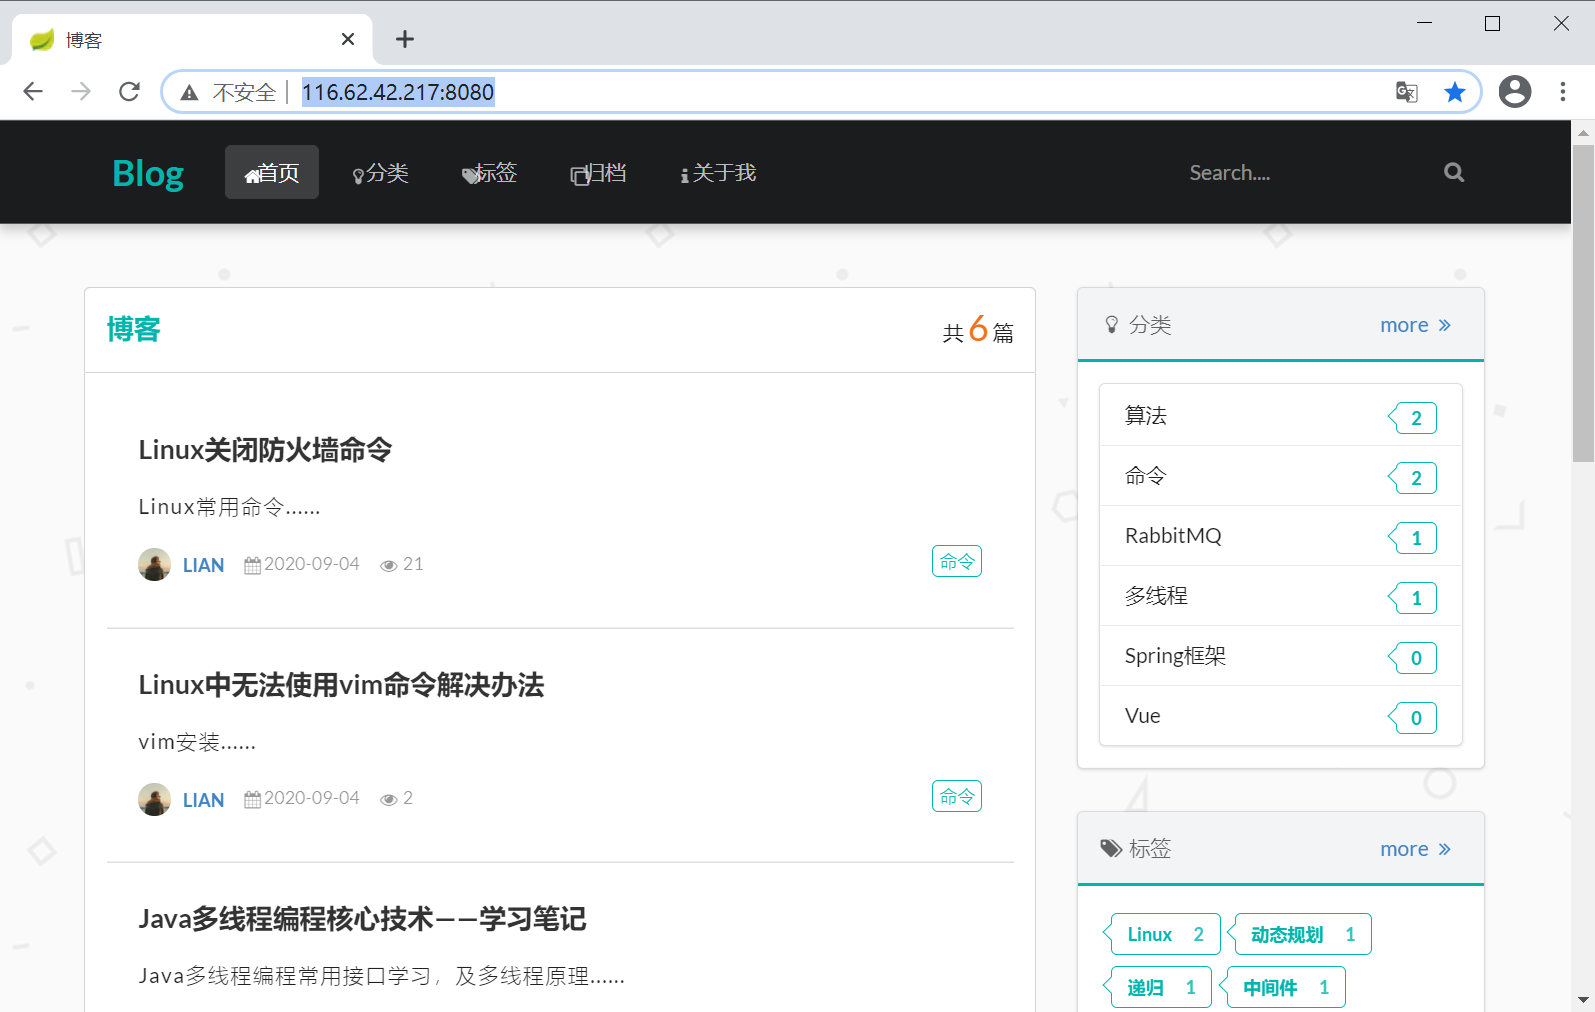 博客
不安全 116.62.42.217:8080
Blog 首页 分类 标签 归档 关于我 Search....
博客 共6篇
Linux关闭防火墙命令
Linux常用命令......
LIAN 2020-09-04 21 命令
Linux中无法使用vim命令解决办法
vim安装......
LIAN 2020-09-04 2 命令
Java多线程编程核心技术——学习笔记
Java多线程编程常用接口学习，及多线程原理......
分类 more »
算法 2
命令 2
RabbitMQ 1
多线程 1
Spring框架 0
Vue 0
标签 more »
Linux 2 动态规划 1
递归 1 中间件 1